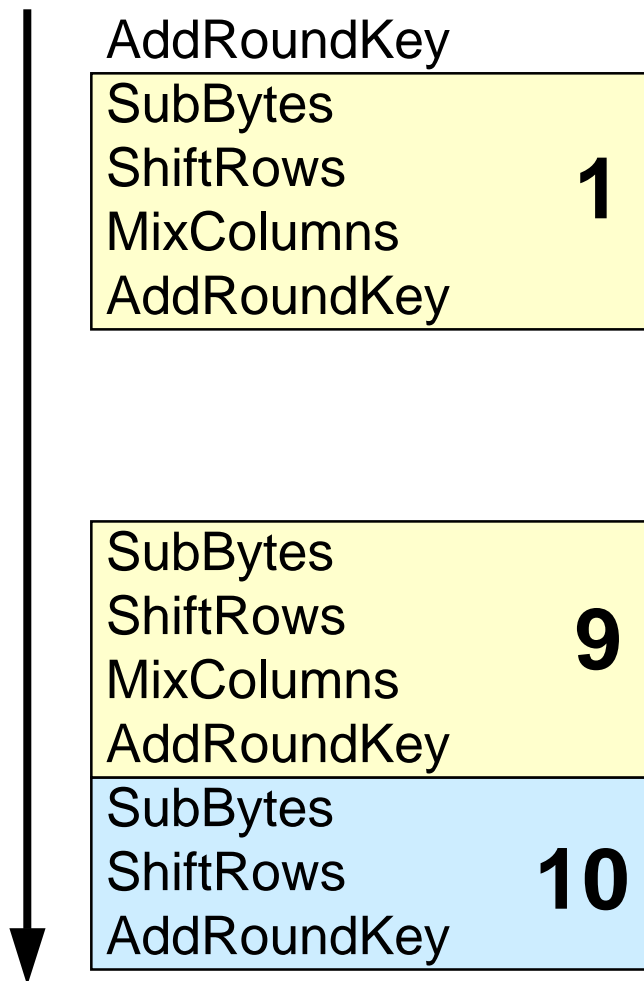 AddRoundKey
SubBytes
ShiftRows
MixColumns
AddRoundKey
1
SubBytes
ShiftRows
MixColumns
AddRoundKey
9
SubBytes
ShiftRows
AddRoundKey
10